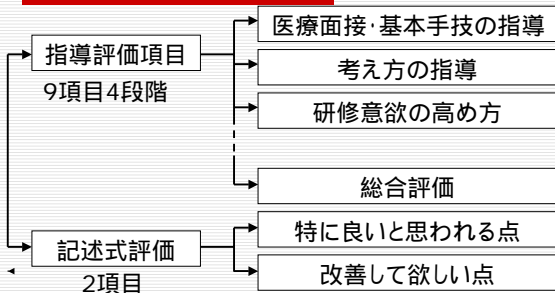 指導評価項目
9項目4段階
医療面接・基本手技の指導
考え方の指導
研修意欲の高め方
総合評価
記述式評価
2項目
特に良いと思われる点
改善して欲しい点